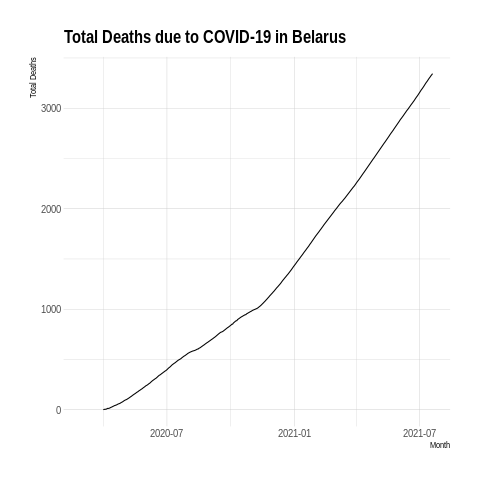 Total Deaths due to COVID-19 in Belarus
Total Deaths
3000
2000
1000
0
2020-07 2021-01 2021-07
Month